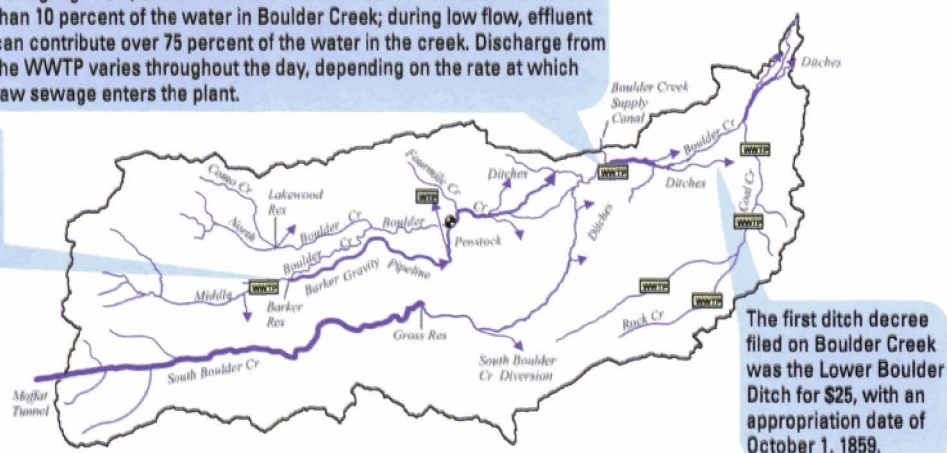 han 10 percent of the water in Boulder Creek; during low flow, effluent
can contribute over 75 percent of the water in the creek. Discharge from
he WWTP varies throughout the day, depending on the rate at which
aw sewage enters the plant.
Ditches
Boulder Creek
Supply
Canal
Boulder Cr
WWTP
WWTP
Ditches
Fourmile Cr
Ditches
Como Cr
Lakewood
Res
WTP
Cr
Coal Cr
WWTP
North
Boulder Cr
Boulder
Penstock
Ditches
Boulder Cr
Barker Gravity Pipeline
WWTP
Middle
Barker
Res
WWTP
WWTP
Rock Cr
Gross Res
South Boulder
Cr Diversion
South Boulder Cr
Moffat
Tunnel
The first ditch decree
filed on Boulder Creek
was the Lower Boulder
Ditch for $25, with an
appropriation date of
October 1, 1859.